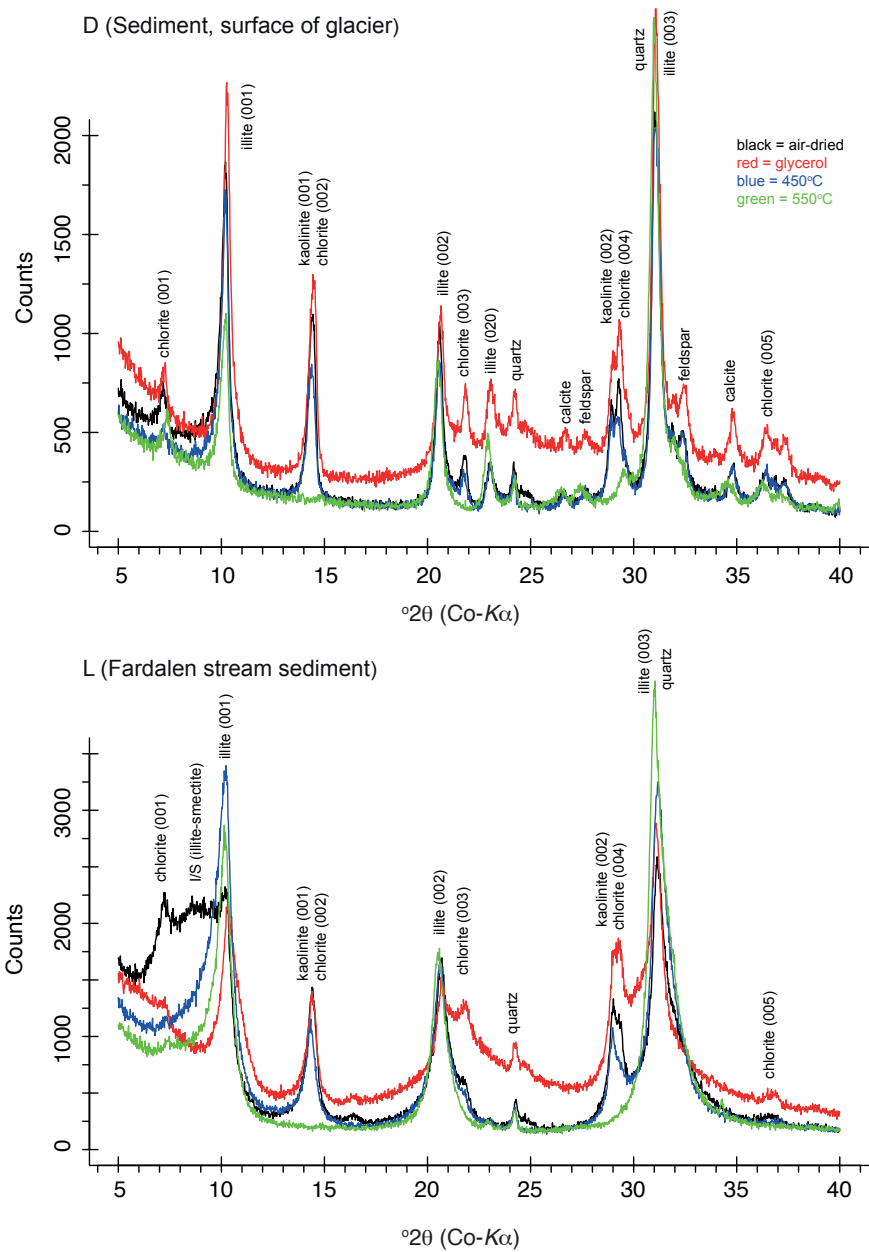 D (Sediment, surface of glacier)
Counts
0
500
1000
1500
2000
chlorite (001)
illite (001)
kaolinite (001)
chlorite (002)
illite (002)
chlorite (003)
illite (020)
quartz
calcite
feldspar
kaolinite (002)
chlorite (004)
quartz
illite (003)
feldspar
calcite
chlorite (005)
black = air-dried
red = glycerol
blue = 450°C
green = 550°C
5 10 15 20 25 30 35 40
°2θ (Co-Kα)
L (Fardalen stream sediment)
Counts
0
1000
2000
3000
chlorite (001)
I/S (illite-smectite)
illite (001)
kaolinite (001)
chlorite (002)
illite (002)
chlorite (003)
quartz
kaolinite (002)
chlorite (004)
illite (003)
quartz
chlorite (005)
5 10 15 20 25 30 35 40
°2θ (Co-Kα)